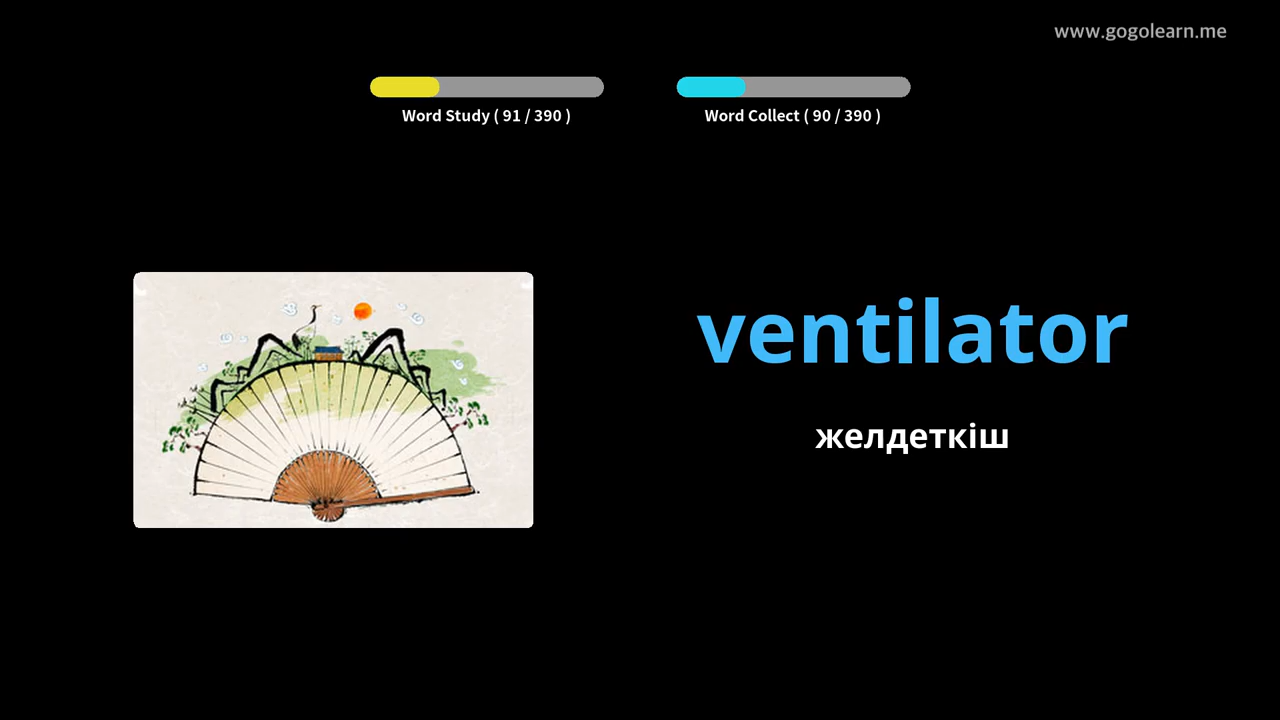 www.gogolearn.me
Word Study ( 91 / 390 )
Word Collect ( 90 / 390 )
ventilator
желдеткіш